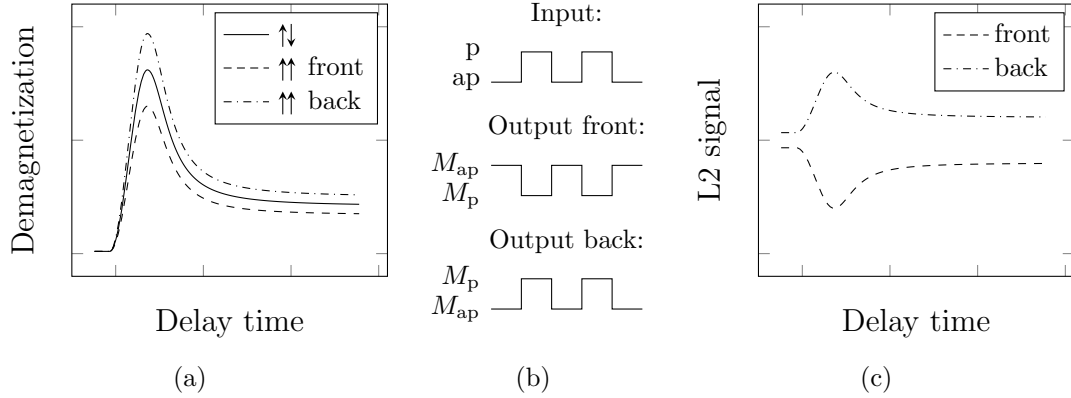 Demagnetization
↑↓
↑↑ front
↑↑ back
Delay time
(a)
Input:
p
ap
Output front:
M_ap
M_p
Output back:
M_p
M_ap
(b)
L2 signal
front
back
Delay time
(c)